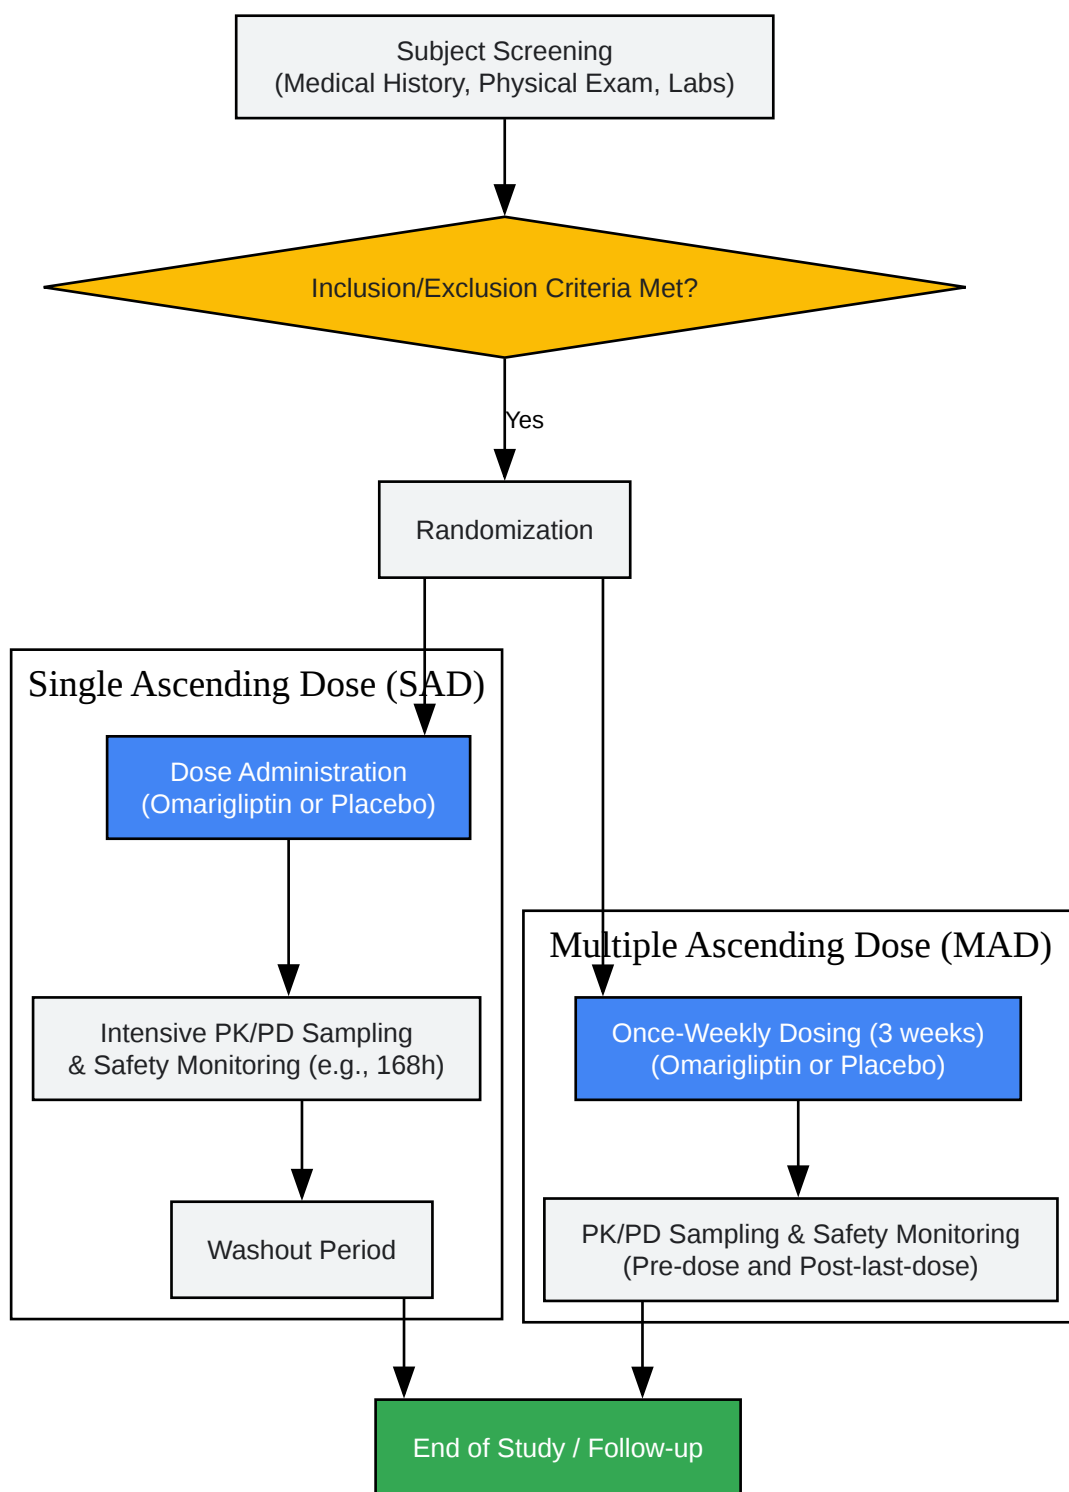 Subject Screening
(Medical History, Physical Exam, Labs)
Inclusion/Exclusion Criteria Met?
Yes
Randomization
Single Ascending Dose (SAD)
Dose Administration
(Omarigliptin or Placebo)
Intensive PK/PD Sampling
& Safety Monitoring (e.g., 168h)
Washout Period
Multiple Ascending Dose (MAD)
Once-Weekly Dosing (3 weeks)
(Omarigliptin or Placebo)
PK/PD Sampling & Safety Monitoring
(Pre-dose and Post-last-dose)
End of Study / Follow-up